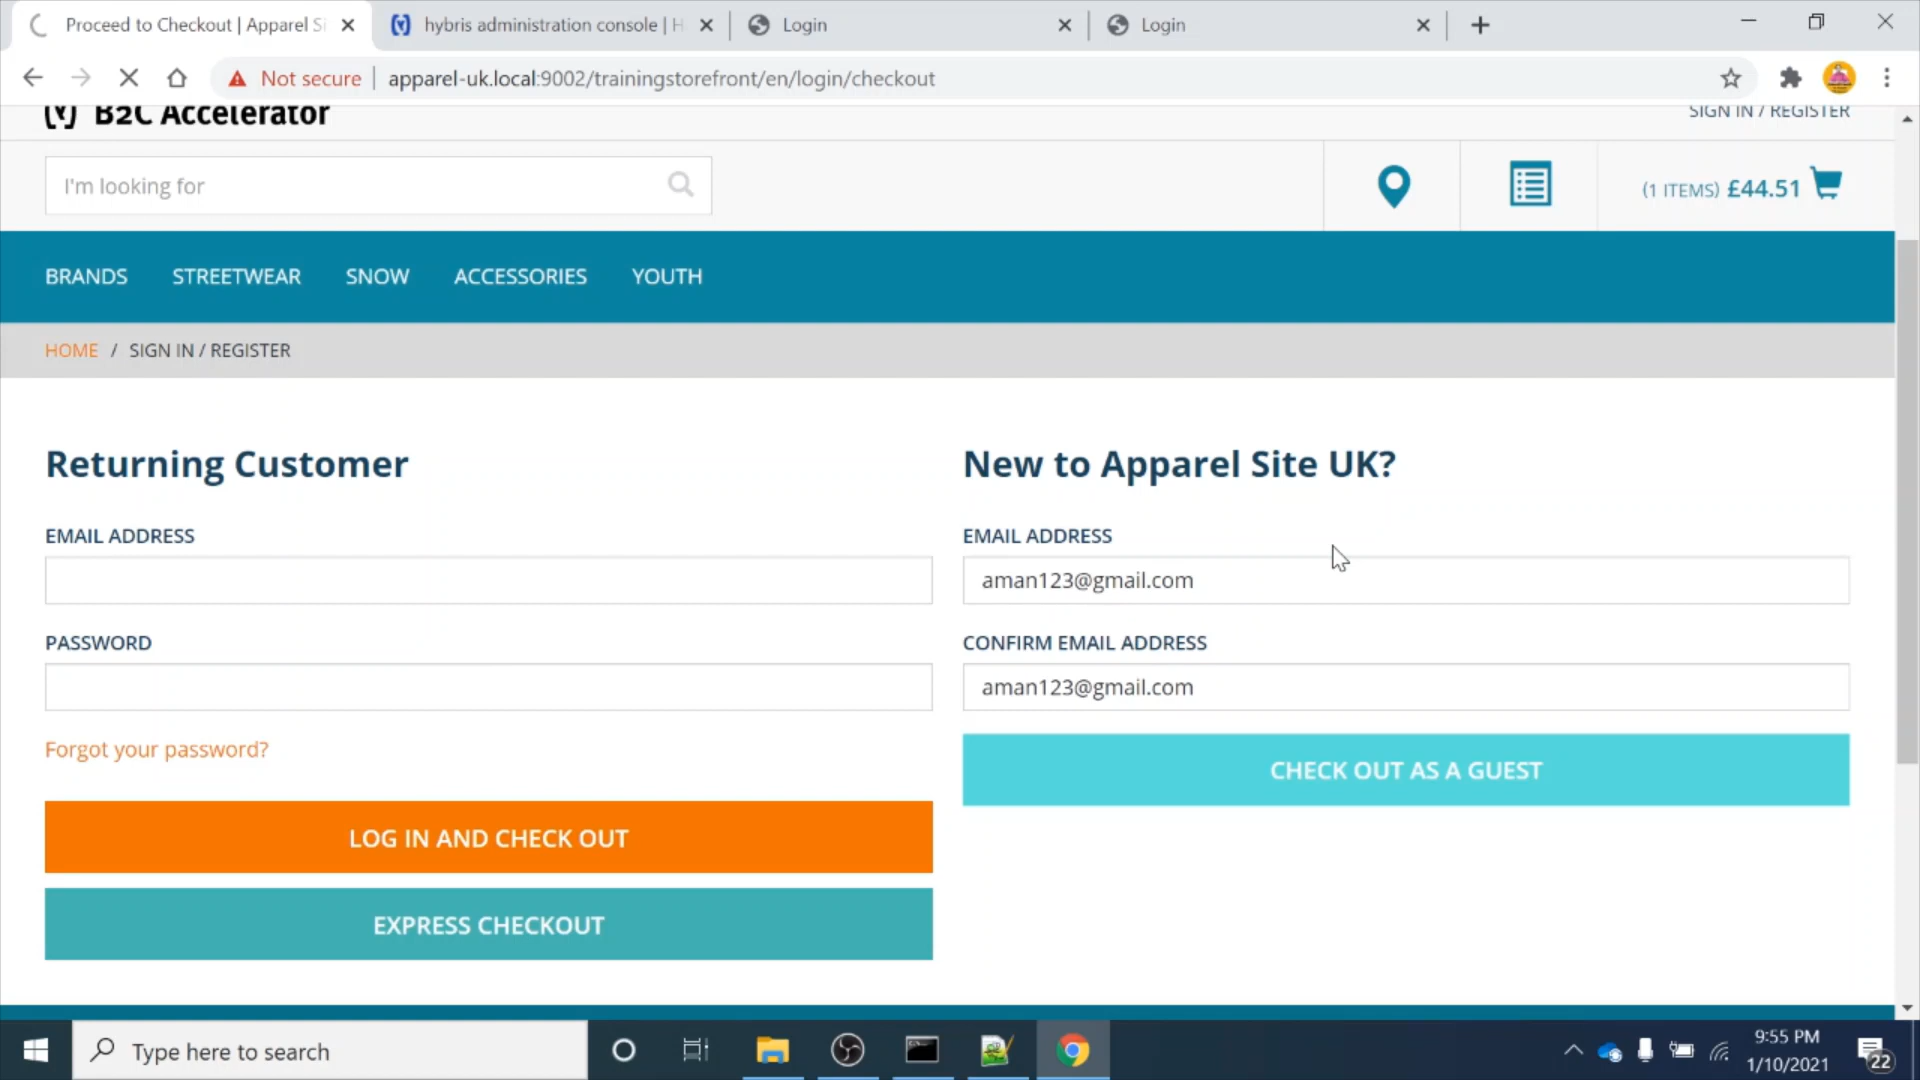 Proceed to Checkout | Apparel Si
hybris administration console | H
Login
Login
Not secure
apparel-uk.local:9002/trainingstorefront/en/login/checkout
B2C Accelerator
SIGN IN / REGISTER
I'm looking for
(1 ITEMS) £44.51
BRANDS STREETWEAR SNOW ACCESSORIES YOUTH
HOME / SIGN IN / REGISTER
Returning Customer
EMAIL ADDRESS
PASSWORD
Forgot your password?
LOG IN AND CHECK OUT
EXPRESS CHECKOUT
New to Apparel Site UK?
EMAIL ADDRESS
aman123@gmail.com
CONFIRM EMAIL ADDRESS
aman123@gmail.com
CHECK OUT AS A GUEST
Type here to search
9:55 PM
1/10/2021
22